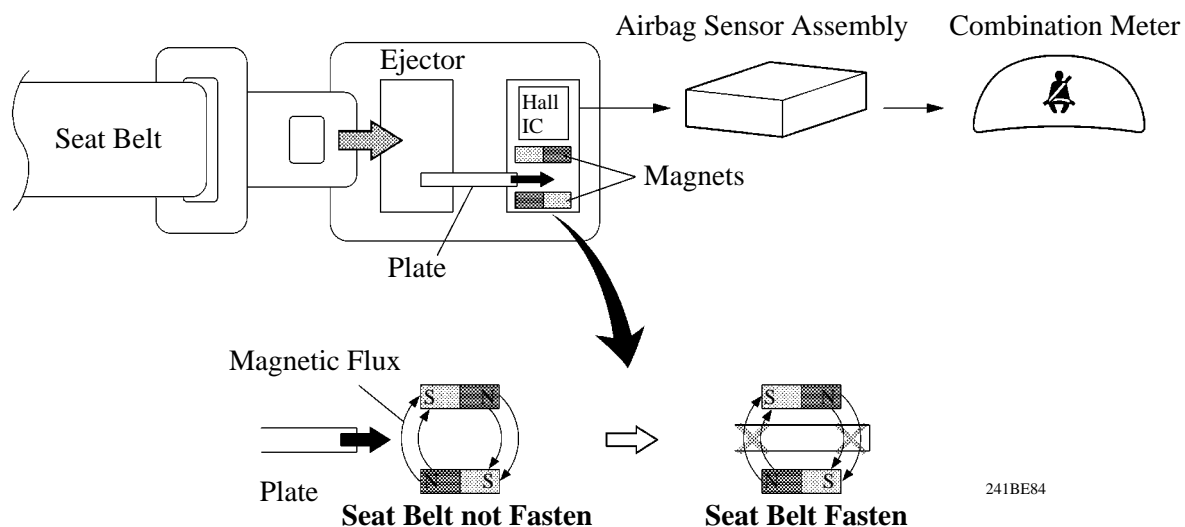 Airbag Sensor Assembly
Combination Meter
Ejector
Hall
IC
Seat Belt
Magnets
Plate
Magnetic Flux
S N
S N
Plate
N S
N S
241BE84
Seat Belt not Fasten
Seat Belt Fasten